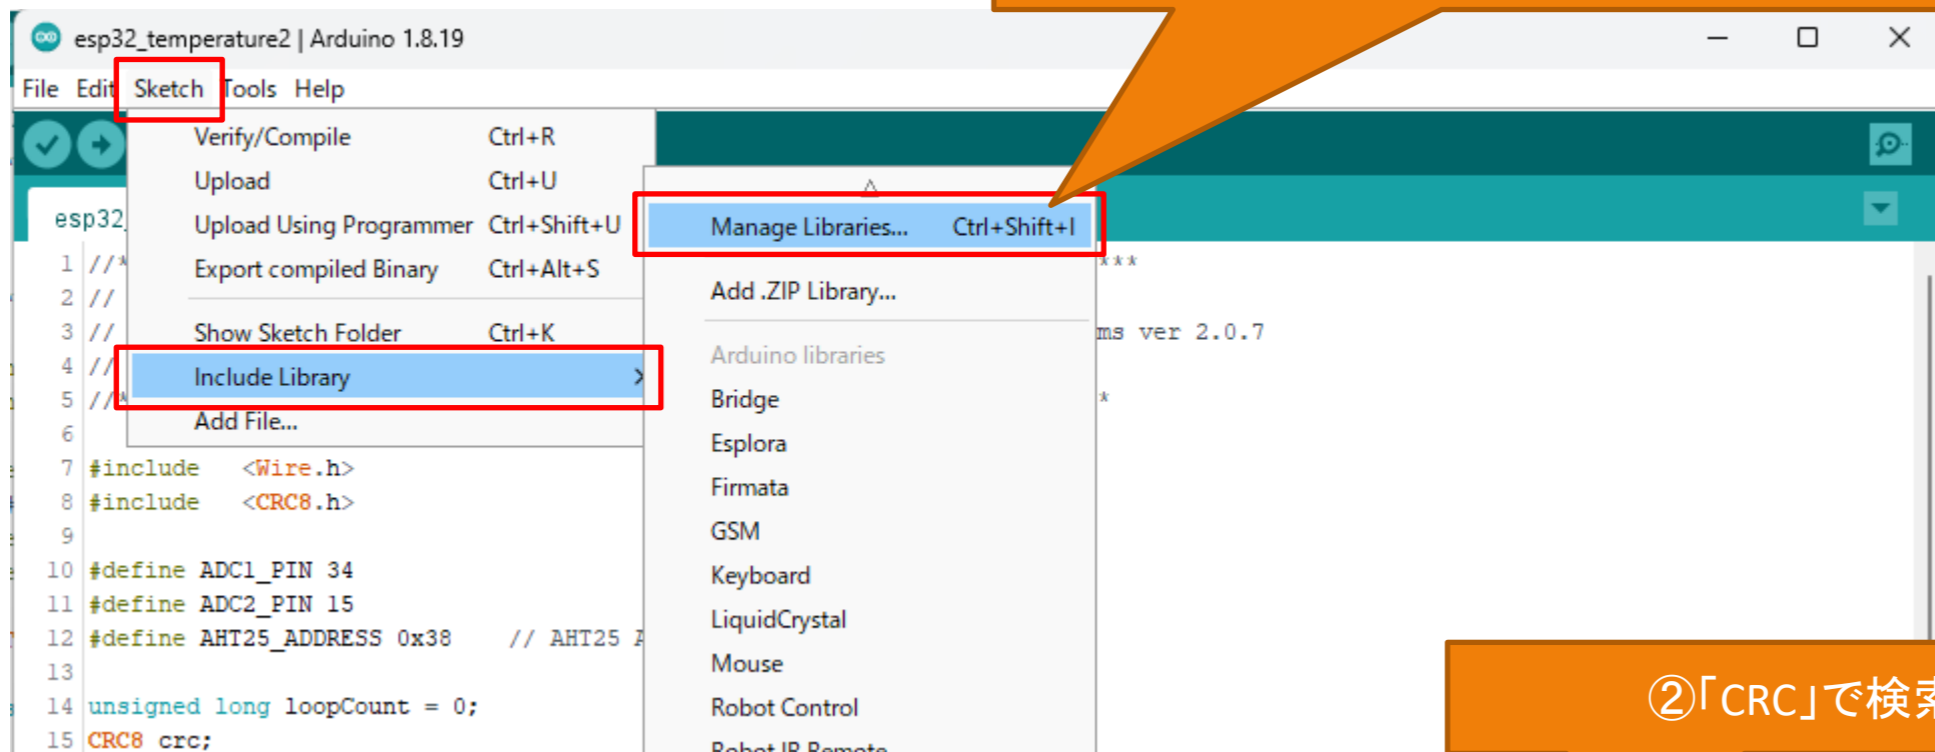 esp32_temperature2 | Arduino 1.8.19
File Edit Sketch Tools Help
Verify/Compile Ctrl+R
Upload Ctrl+U
Upload Using Programmer Ctrl+Shift+U
Export compiled Binary Ctrl+Alt+S
Show Sketch Folder Ctrl+K
Include Library
Add File...
Manage Libraries... Ctrl+Shift+I
Add .ZIP Library...
Arduino libraries
Bridge
Esplora
Firmata
GSM
Keyboard
LiquidCrystal
Mouse
Robot Control
Robot IR Remote
esp32_
1 //* ***
2 //
3 // ms ver 2.0.7
4 //
5 //* *
6
7 #include <Wire.h>
8 #include <CRC8.h>
9
10 #define ADC1_PIN 34
11 #define ADC2_PIN 15
12 #define AHT25_ADDRESS 0x38 // AHT25
13
14 unsigned long loopCount = 0;
15 CRC8 crc;
②「CRC」で検索